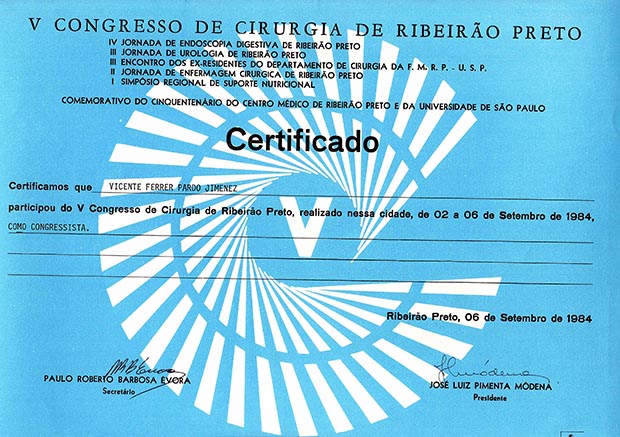 V CONGRESSO DE CIRURGIA DE RIBEIRÃO PRETO
IV JORNADA DE ENDOSCOPIA DIGESTIVA DE RIBEIRÃO PRETO
III JORNADA DE UROLOGIA DE RIBEIRÃO PRETO
III ENCONTRO DOS EX-RESIDENTES DO DEPARTAMENTO DE CIRURGIA DA F. M. R. P. - U. S. P.
II JORNADA DE ENFERMAGEM CIRURGICA DE RIBEIRÃO PRETO
I SIMPÓSIO REGIONAL DE SUPORTE NUTRICIONAL
COMEMORATIVO DO CINQUENTENÁRIO DO CENTRO MÉDICO DE RIBEIRÃO PRETO E DA UNIVERSIDADE DE SÃO PAULO
Certificado
Certificamos que VICENTE FERRER PARDO JIMENEZ
participou do V Congresso de Cirurgia de Ribeirão Preto, realizado nessa cidade, de 02 a 06 de Setembro de 1984,
COMO CONGRESSISTA.
V
Ribeirão Preto, 06 de Setembro de 1984
PAULO ROBERTO BARBOSA ÉVORA
Secretário
JOSÉ LUIZ PIMENTA MÓDENA
Presidente